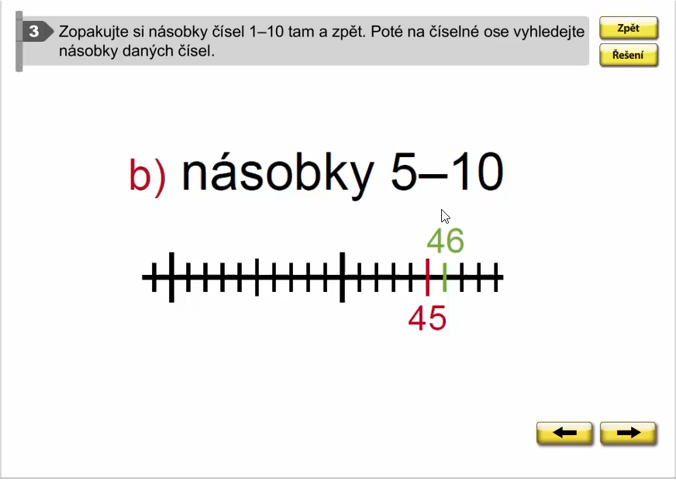 3 Zopakujte si násobky čísel 1–10 tam a zpět. Poté na číselné ose vyhledejte
násobky daných čísel.
Zpět
Řešení
b) násobky 5–10
46
45